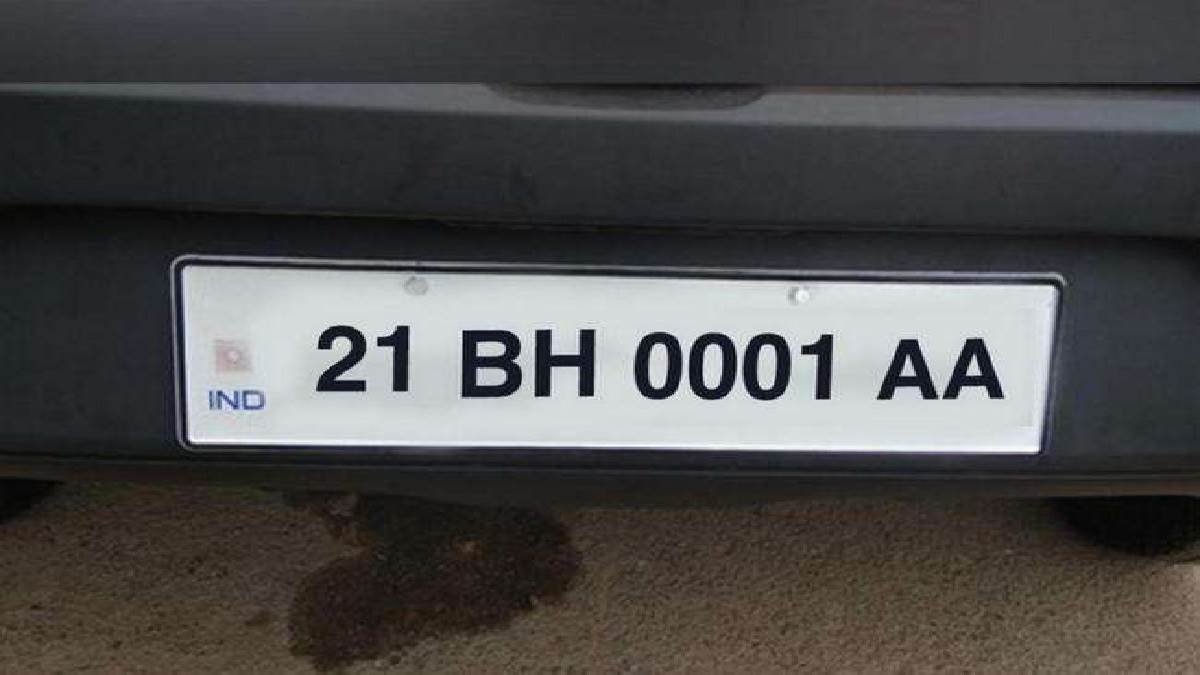 21 BH 0001 AA
IND